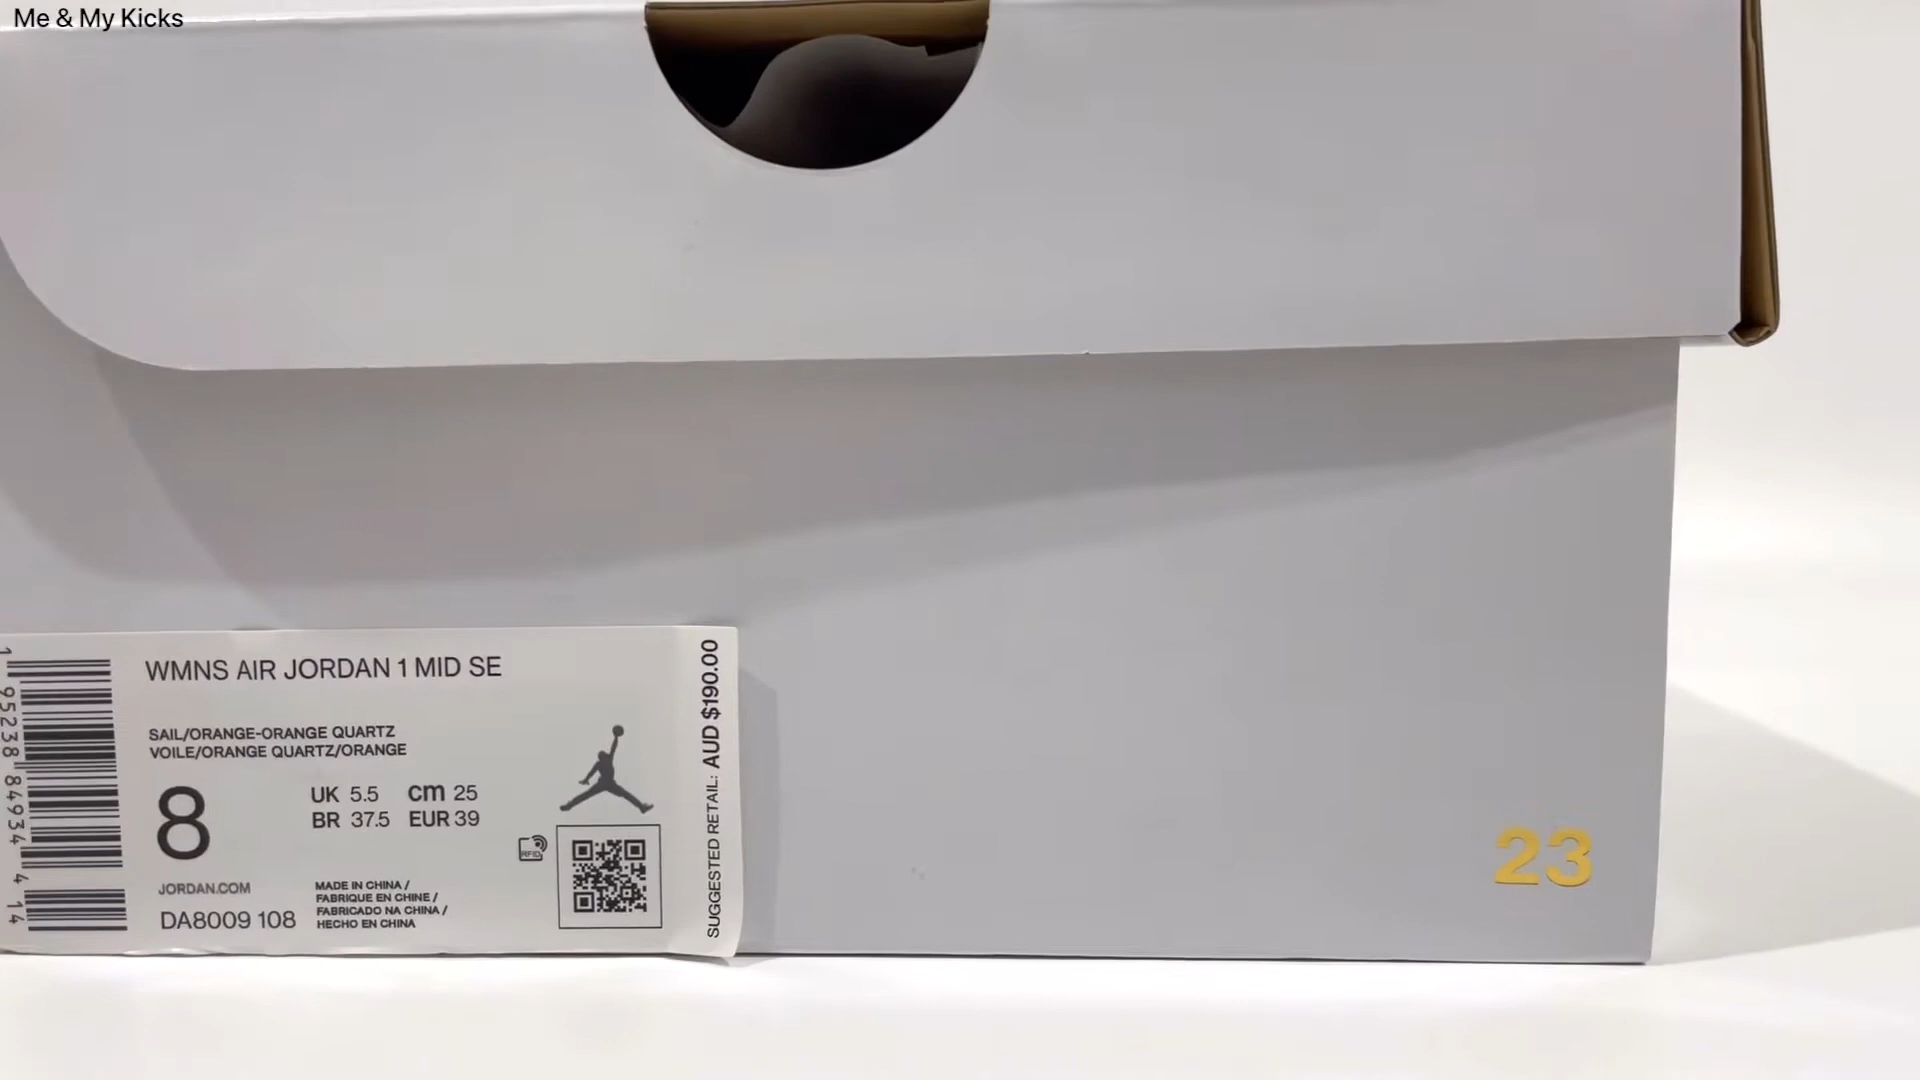 Me & My Kicks
WMNS AIR JORDAN 1 MID SE
SAIL/ORANGE-ORANGE QUARTZ
VOILE/ORANGE QUARTZ/ORANGE
8
UK 5.5 cm 25
BR 37.5 EUR 39
RFID
JORDAN.COM
DA8009 108
MADE IN CHINA /
FABRIQUE EN CHINE /
FABRICADO NA CHINA /
HECHO EN CHINA
SUGGESTED RETAIL: AUD $190.00
1 95238 84934 4 14
23